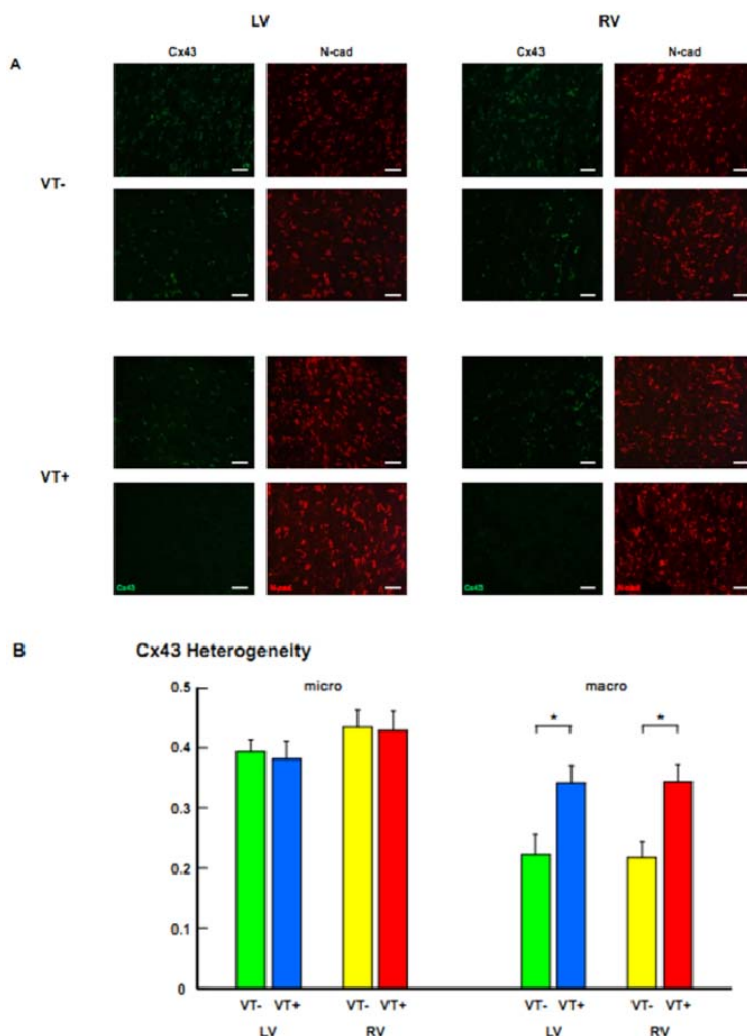 LV RV
Cx43 N-cad Cx43 N-cad
A
VT-
VT+
Cx43 N-cad Cx43 N-cad
B Cx43 Heterogeneity
micro macro
0.5
* *
0.4
0.3
0.2
0.1
0
VT- VT+ VT- VT+ VT- VT+ VT- VT+
LV RV LV RV